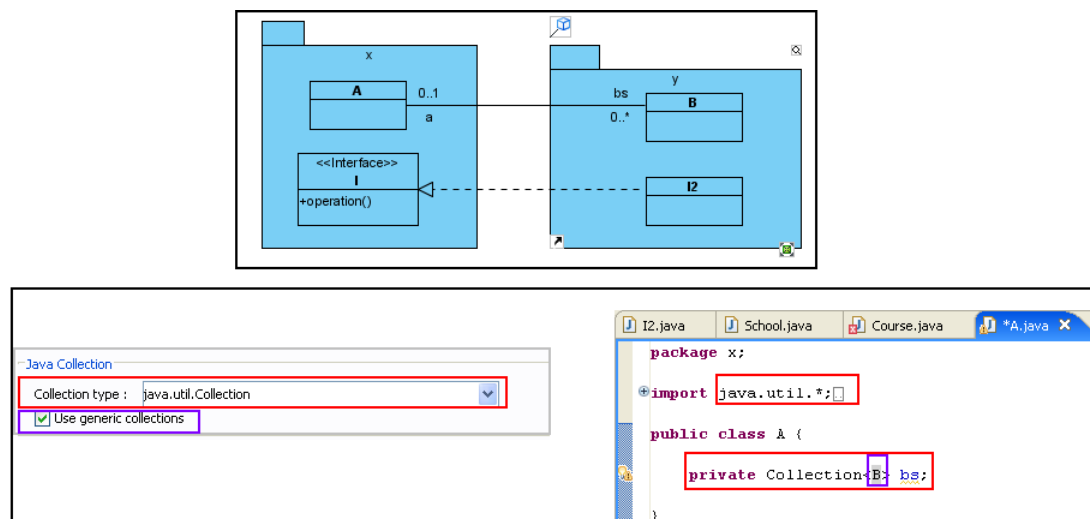 x
A
0..1
a
<<Interface>>
I
+operation()
y
bs
0..*
B
I2
Java Collection
Collection type : java.util.Collection
Use generic collections
I2.java School.java Course.java *A.java
package x;
import java.util.*;
public class A {
private Collection<B> bs;
}